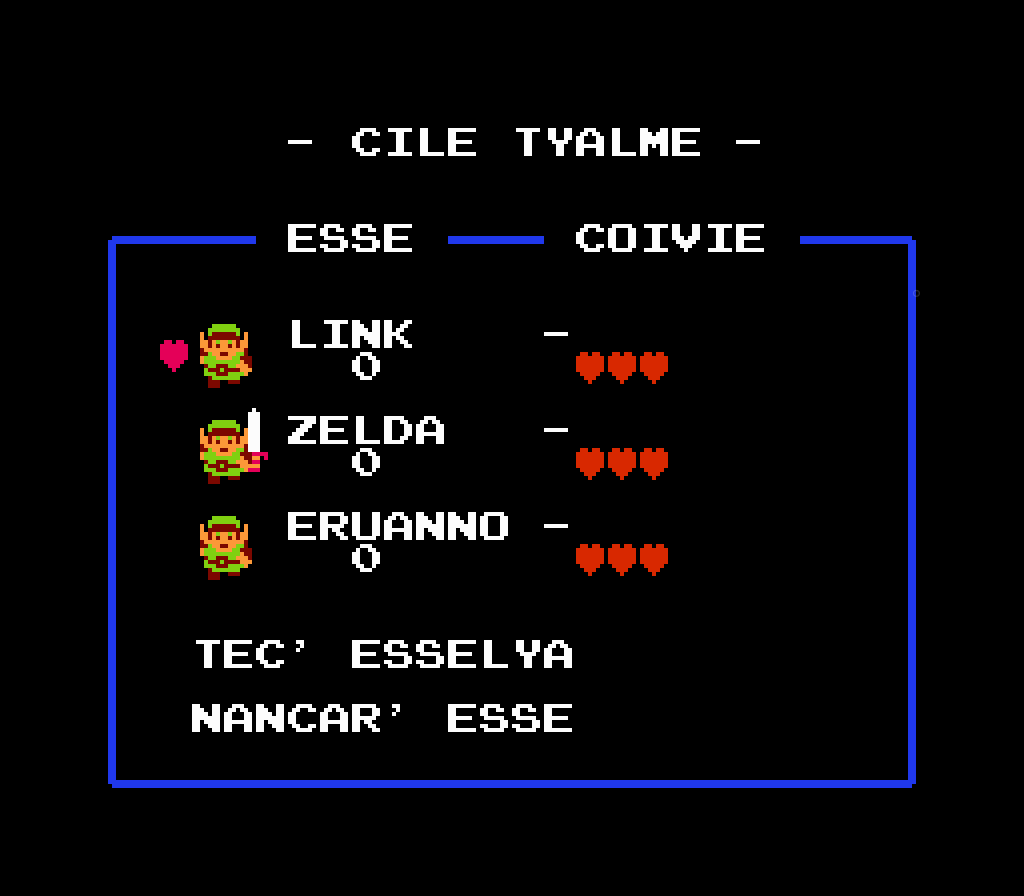 - CILE TYALME -
ESSE COIVIE
LINK -
0
ZELDA -
0
ERUANNO -
0
TEC’ ESSELYA
NANCAR’ ESSE